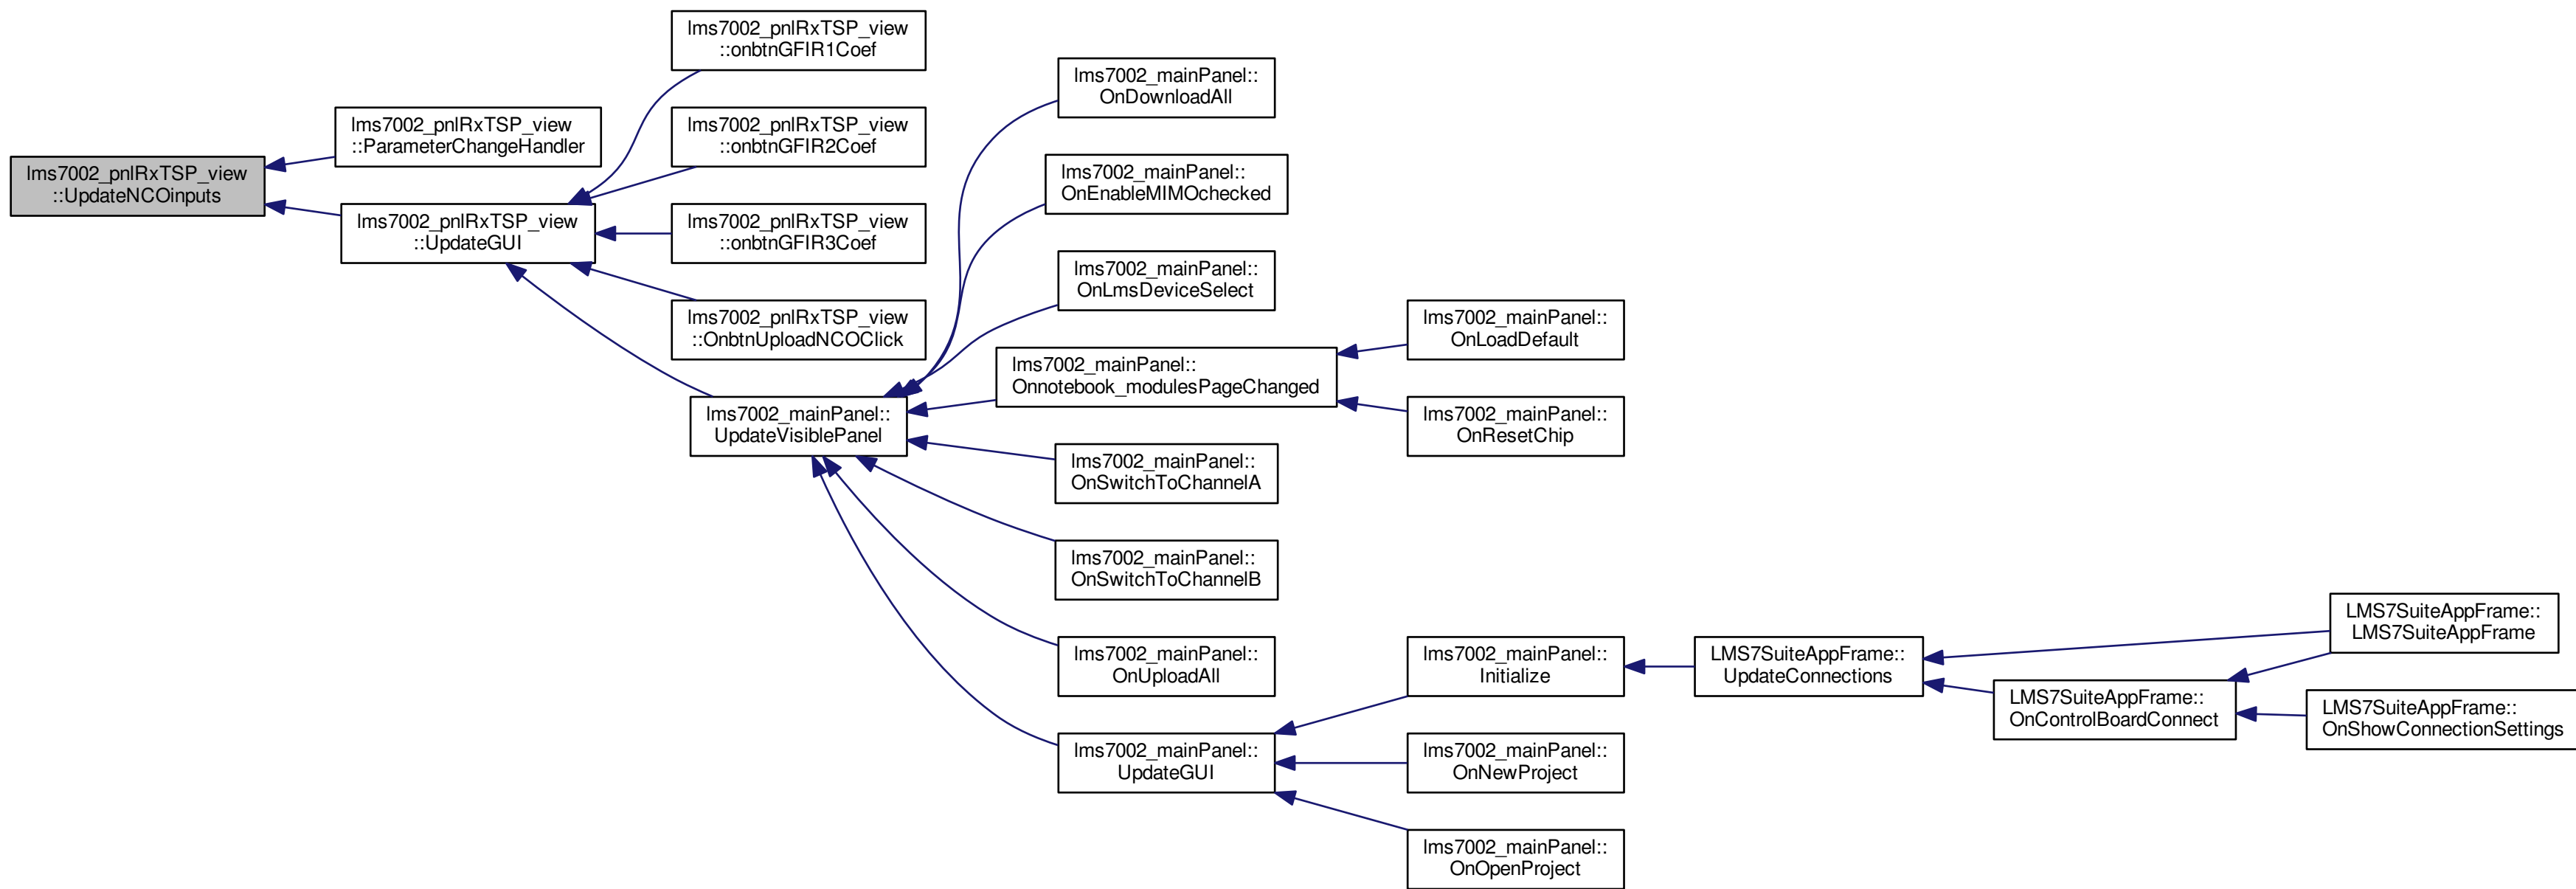 lms7002_pnlRxTSP_view
::UpdateNCOinputs
lms7002_pnlRxTSP_view
::ParameterChangeHandler
lms7002_pnlRxTSP_view
::UpdateGUI
lms7002_pnlRxTSP_view
::onbtnGFIR1Coef
lms7002_pnlRxTSP_view
::onbtnGFIR2Coef
lms7002_pnlRxTSP_view
::onbtnGFIR3Coef
lms7002_pnlRxTSP_view
::OnbtnUploadNCOClick
lms7002_mainPanel::
UpdateVisiblePanel
lms7002_mainPanel::
OnDownloadAll
lms7002_mainPanel::
OnEnableMIMOchecked
lms7002_mainPanel::
OnLmsDeviceSelect
lms7002_mainPanel::
Onnotebook_modulesPageChanged
lms7002_mainPanel::
OnSwitchToChannelA
lms7002_mainPanel::
OnSwitchToChannelB
lms7002_mainPanel::
OnUploadAll
lms7002_mainPanel::
UpdateGUI
lms7002_mainPanel::
OnLoadDefault
lms7002_mainPanel::
OnResetChip
lms7002_mainPanel::
Initialize
lms7002_mainPanel::
OnNewProject
lms7002_mainPanel::
OnOpenProject
LMS7SuiteAppFrame::
UpdateConnections
LMS7SuiteAppFrame::
OnControlBoardConnect
LMS7SuiteAppFrame::
LMS7SuiteAppFrame
LMS7SuiteAppFrame::
OnShowConnectionSettings